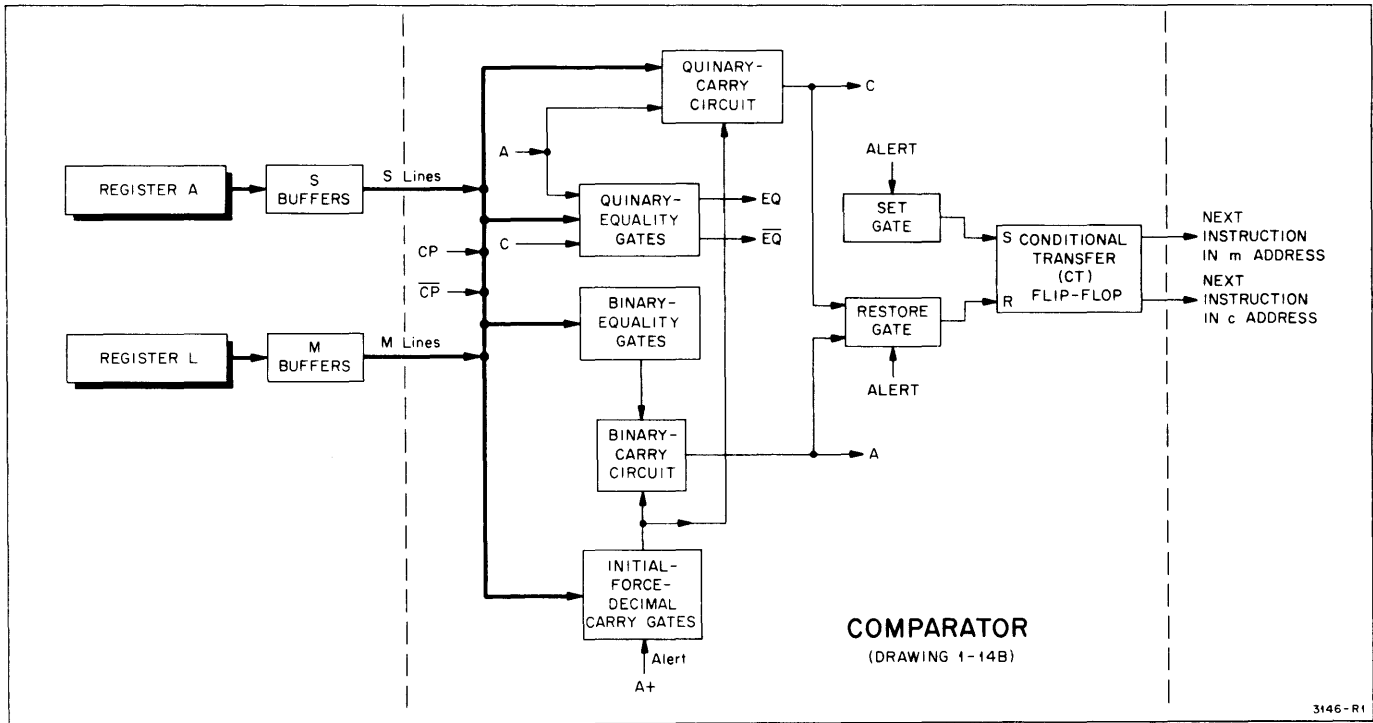 QUINARY-
CARRY
CIRCUIT
C
A
ALERT
REGISTER A
S
BUFFERS
S Lines
QUINARY-
EQUALITY
GATES
EQ
E̅Q̅
C
SET
GATE
CP
C̅P̅
S
R
CONDITIONAL
TRANSFER
(CT)
FLIP-FLOP
NEXT
INSTRUCTION
IN m ADDRESS
NEXT
INSTRUCTION
IN c ADDRESS
REGISTER L
M
BUFFERS
M Lines
BINARY-
EQUALITY
GATES
RESTORE
GATE
ALERT
BINARY-
CARRY
CIRCUIT
A
INITIAL-
FORCE-
DECIMAL
CARRY GATES
Alert
A+
COMPARATOR
(DRAWING 1-14B)
3146-R1